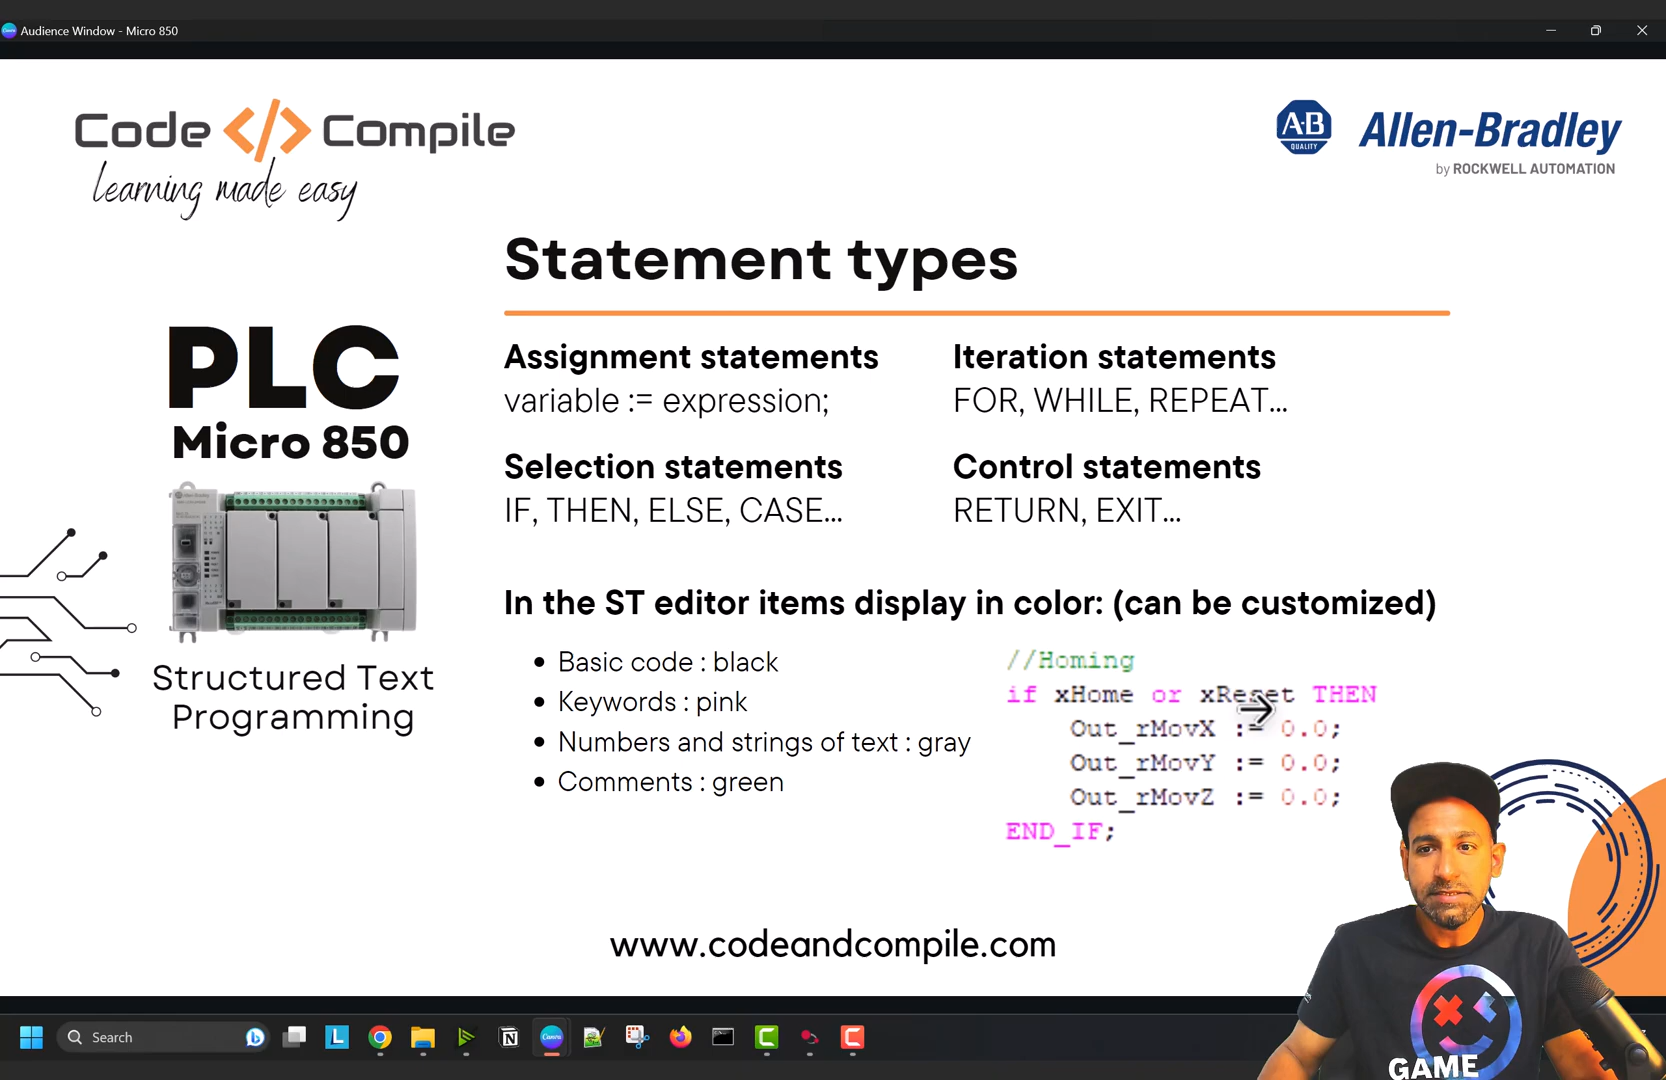 Audience Window - Micro 850
Code </> Compile
learning made easy
A·B
QUALITY
Allen-Bradley
by ROCKWELL AUTOMATION
Statement types
PLC
Micro 850
Structured Text
Programming
Assignment statements
variable := expression;
Selection statements
IF, THEN, ELSE, CASE...
Iteration statements
FOR, WHILE, REPEAT...
Control statements
RETURN, EXIT...
In the ST editor items display in color: (can be customized)
• Basic code : black
• Keywords : pink
• Numbers and strings of text : gray
• Comments : green
//Homing
if xHome or xReset THEN
Out_rMovX := 0.0;
Out_rMovY := 0.0;
Out_rMovZ := 0.0;
END_IF;
www.codeandcompile.com
GAME
Search